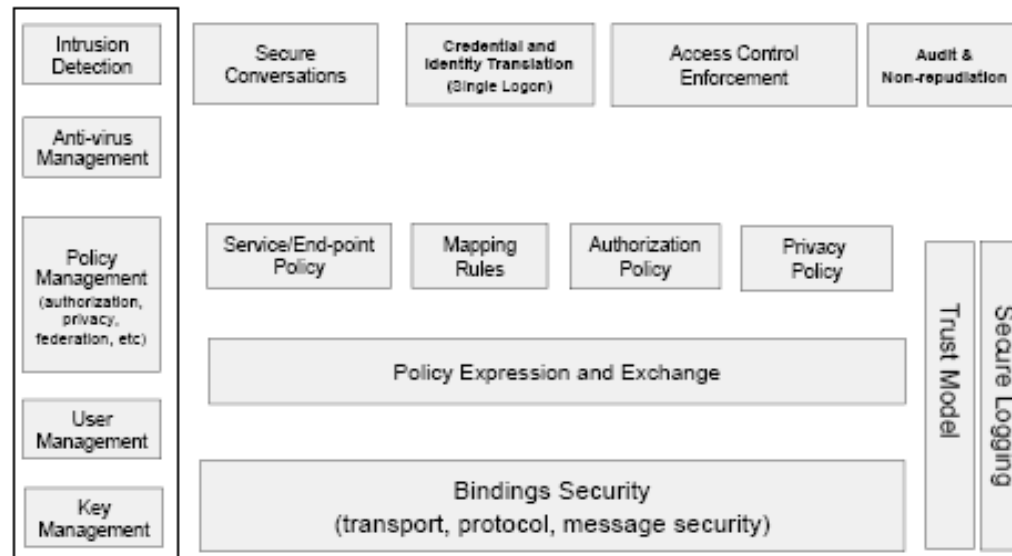 Intrusion
Detection
Anti-virus
Management
Policy
Management
(authorization,
privacy,
federation, etc)
User
Management
Key
Management
Secure
Conversations
Credential and
Identity Translation
(Single Logon)
Access Control
Enforcement
Audit &
Non-repudiation
Service/End-point
Policy
Mapping
Rules
Authorization
Policy
Privacy
Policy
Policy Expression and Exchange
Bindings Security
(transport, protocol, message security)
Trust Model
Secure Logging